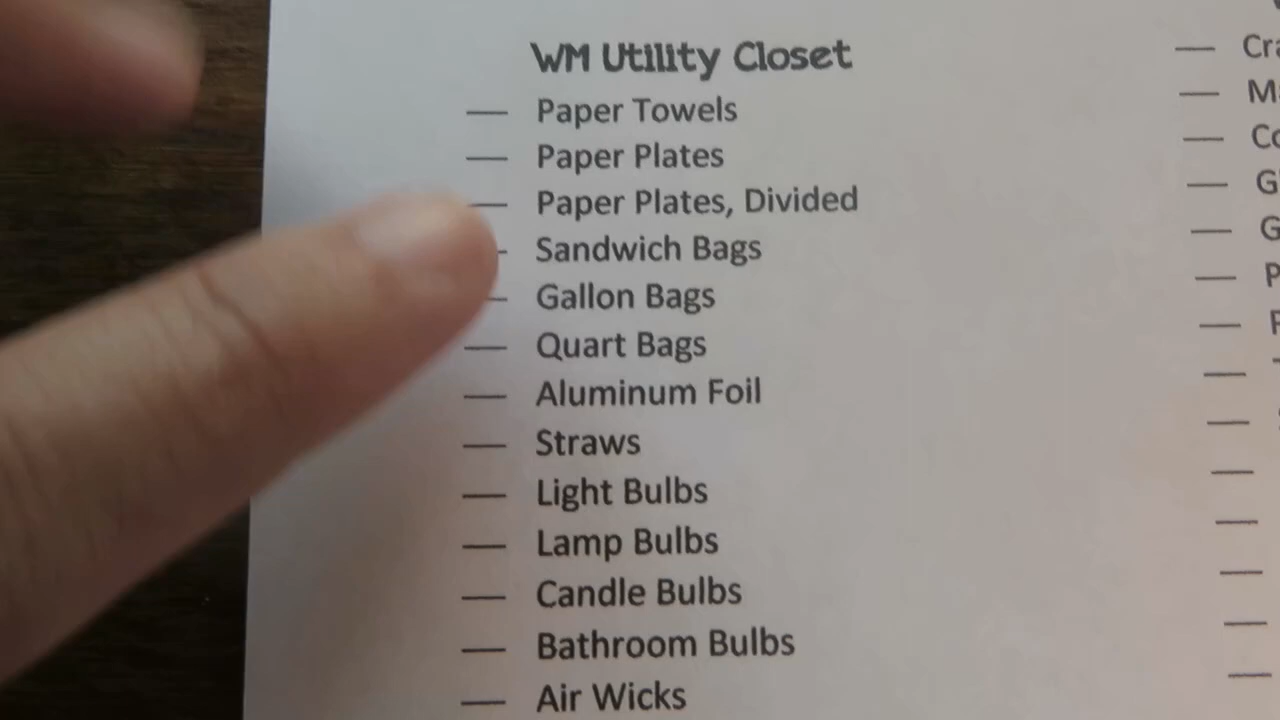 WM Utility Closet
Paper Towels
Paper Plates
Paper Plates, Divided
Sandwich Bags
Gallon Bags
Quart Bags
Aluminum Foil
Straws
Light Bulbs
Lamp Bulbs
Candle Bulbs
Bathroom Bulbs
Air Wicks